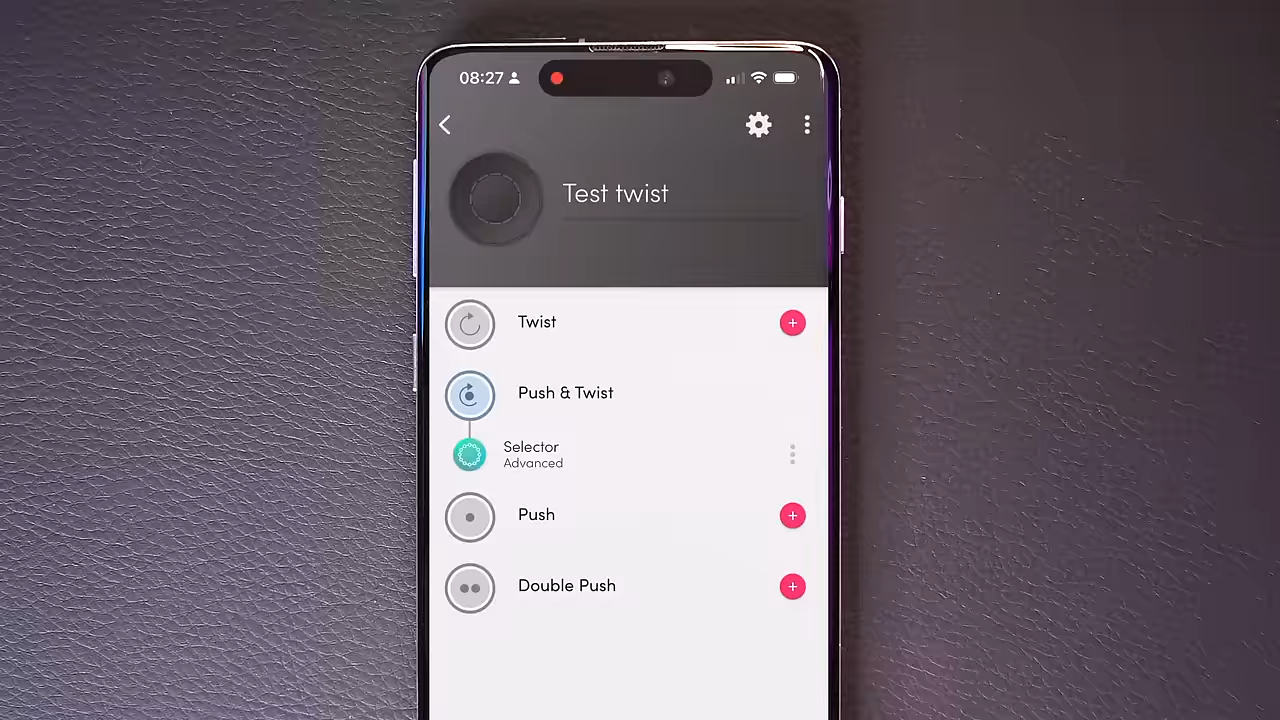 08:27
Test twist
Twist
Push & Twist
Selector
Advanced
Push
Double Push